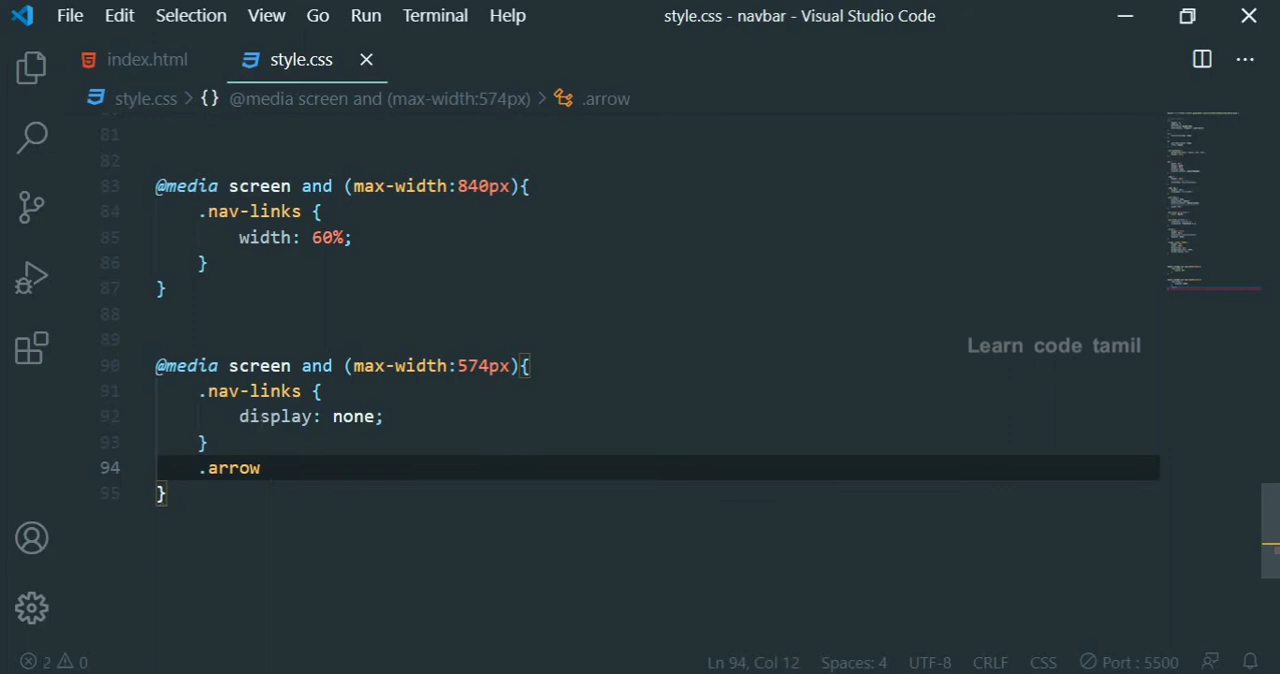 File Edit Selection View Go Run Terminal Help style.css - navbar - Visual Studio Code
index.html style.css
style.css > {} @media screen and (max-width:574px) > .arrow
81
82
83 @media screen and (max-width:840px){
84 .nav-links {
85 width: 60%;
86 }
87 }
88
89
Learn code tamil
90 @media screen and (max-width:574px){
91 .nav-links {
92 display: none;
93 }
94 .arrow
95 }
2 0 Ln 94, Col 12 Spaces: 4 UTF-8 CRLF CSS Port : 5500